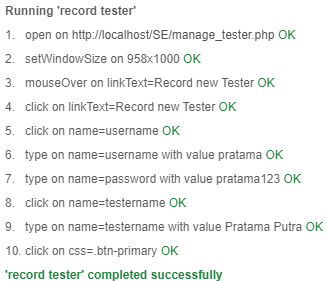 Running 'record tester'
1. open on http://localhost/SE/manage_tester.php OK
2. setWindowSize on 958x1000 OK
3. mouseOver on linkText=Record new Tester OK
4. click on linkText=Record new Tester OK
5. click on name=username OK
6. type on name=username with value pratama OK
7. type on name=password with value pratama123 OK
8. click on name=testername OK
9. type on name=testername with value Pratama Putra OK
10. click on css=.btn-primary OK
'record tester' completed successfully